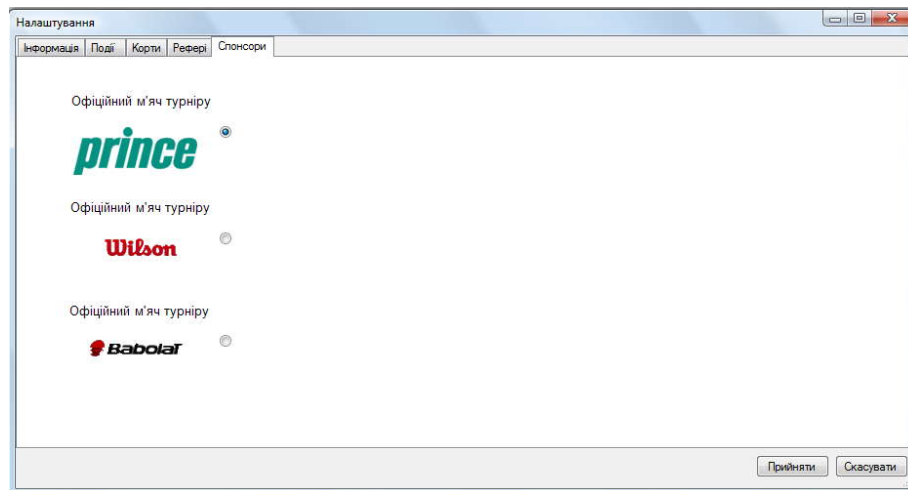 Налаштування
Інформація Події Корти Рефері Спонсори
Офіційний м'яч турніру
prince
Офіційний м'яч турніру
Wilson
Офіційний м'яч турніру
Babolat
Прийняти Скасувати